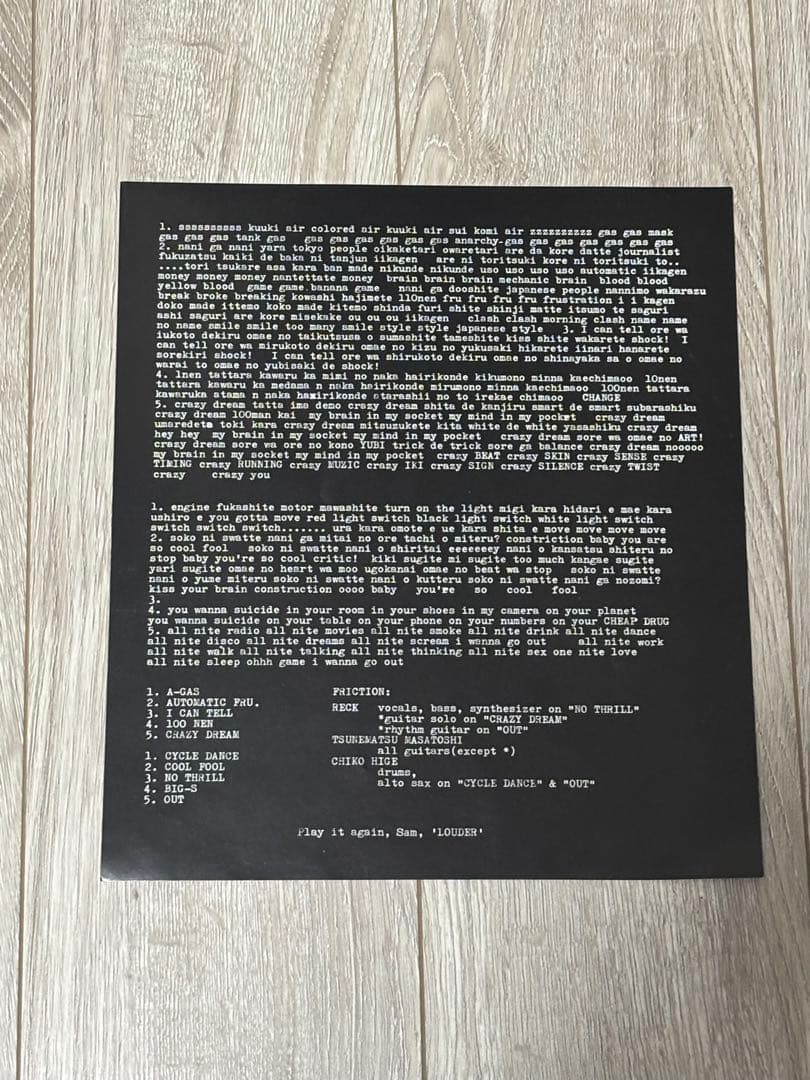 1. ssssssssss kuuki air colored air kuuki air sui komi air zzzzzzzzzz gas gas mask
gas gas gas tank gas gas gas gas gas gas gas anarchy-gas gas gas gas gas gas gas
2. nani ga nani yara tokyo people oikaketari owaretari are da kore datte journalist
fukuzatsu kaiki de baka ni tanjun iikagen are ni toritsuki kore ni toritsuki to..
....tori tsukare asa kara ban made nikunde nikunde uso uso uso uso automatic iikagen
money money money nantettate money brain brain brain mechanic brain blood blood
yellow blood game game.banana game nani ga dooshite japanese people nannimo wakarazu
break broke breaking kowashi hajimete 110nen fru fru fru fru frustration i i kagen
doko made ittemo koko made kitemo shinda furi shite shinji matte itsumo te saguri
ashi saguri are kore misekake ou ou ou iikagen clash clash morning clash name name
no name smile smile too many smile style style japanese style 3. I can tell ore wa
iukoto dekiru omae no taikutsusa o sumashite tameshite kiss shite wakarete shock! I
can tell ore wa mirukoto dekiru omae no kizu no yukusaki hikarete iinari hanarete
sorekiri shock! I can tell ore wa shirukoto dekiru omae no shinayaka sa o omae no
warai to omae no yubisaki de shock!
4. 1nen tattara kawaru ka mimi no naka hairikonde kikumono minna kaechimaoo 10nen
tattara kawaru ka medama n naka hairikonde mirumono minna kaechimaoo 100nen tattara
kawaruka atama n naka hamirikonde atarashii no to irekae chimaoo CHANGE
5. crazy dream tatta ima demo crazy dream shita de kanjiru smart de smart subarashiku
crazy dream 100man kai my brain in my socket my mind in my pocket crazy dream
umaredete toki kara crazy dream mitsuzukete kita white de white yasashiku crazy dream
hey hey my brain in my socket my mind in my pocket crazy dream sore wa omae no ART!
crazy dream sore wa ore no kono YUBI trick de trick sore ga balance crazy dream nooooo
my brain in my socket my mind in my pocket crazy BEAT crazy SKIN crazy SENSE crazy
TIMING crazy RUNNING crazy MUZIC crazy IKI crazy SIGN crazy SILENCE crazy TWIST
crazy crazy you
1. engine fukashite motor mawashite turn on the light migi kara hidari e mae kara
ushiro e you gotta move red light switch black light switch white light switch
switch switch switch....... ura kara omote e ue kara shita e move move move move
2. soko ni swatte nani ga mitai no ore tachi o miteru? constriction baby you are
so cool fool soko ni swatte nani o shiritai eeeeeey nani o kansatsu shiteru no
stop baby you're so cool critic! kiki sugite mi sugite too much kangae sugite
yari sugite omae no heart wa moo ugokanai omae no beat wa stop soko ni swatte
nani o yume miteru soko ni swatte nani o kutteru soko ni swatte nani ga nozomi?
kiss your brain construction oooo baby you're so cool fool
3.
4. you wanna suicide in your room in your shoes in my camera on your planet
you wanna suicide on your table on your phone on your numbers on your CHEAP DRUG
5. all nite radio all nite movies all nite smoke all nite drink all nite dance
all nite disco all nite dreams all nite scream i wanna go out all nite work
all nite walk all nite talking all nite thinking all nite sex one nite love
all nite sleep ohhh game i wanna go out
1. A-GAS
2. AUTOMATIC FRU.
3. I CAN TELL
4. 100 NEN
5. CRAZY DREAM
1. CYCLE DANCE
2. COOL FOOL
3. NO THRILL
4. BIG-S
5. OUT
FRICTION:
RECK vocals, bass, synthesizer on "NO THRILL"
*guitar solo on "CRAZY DREAM"
*rhythm guitar on "OUT"
TSUNEMATSU MASATOSHI
all guitars(except *)
CHIKO HIGE
drums,
alto sax on "CYCLE DANCE" & "OUT"
Play it again, Sam, 'LOUDER'